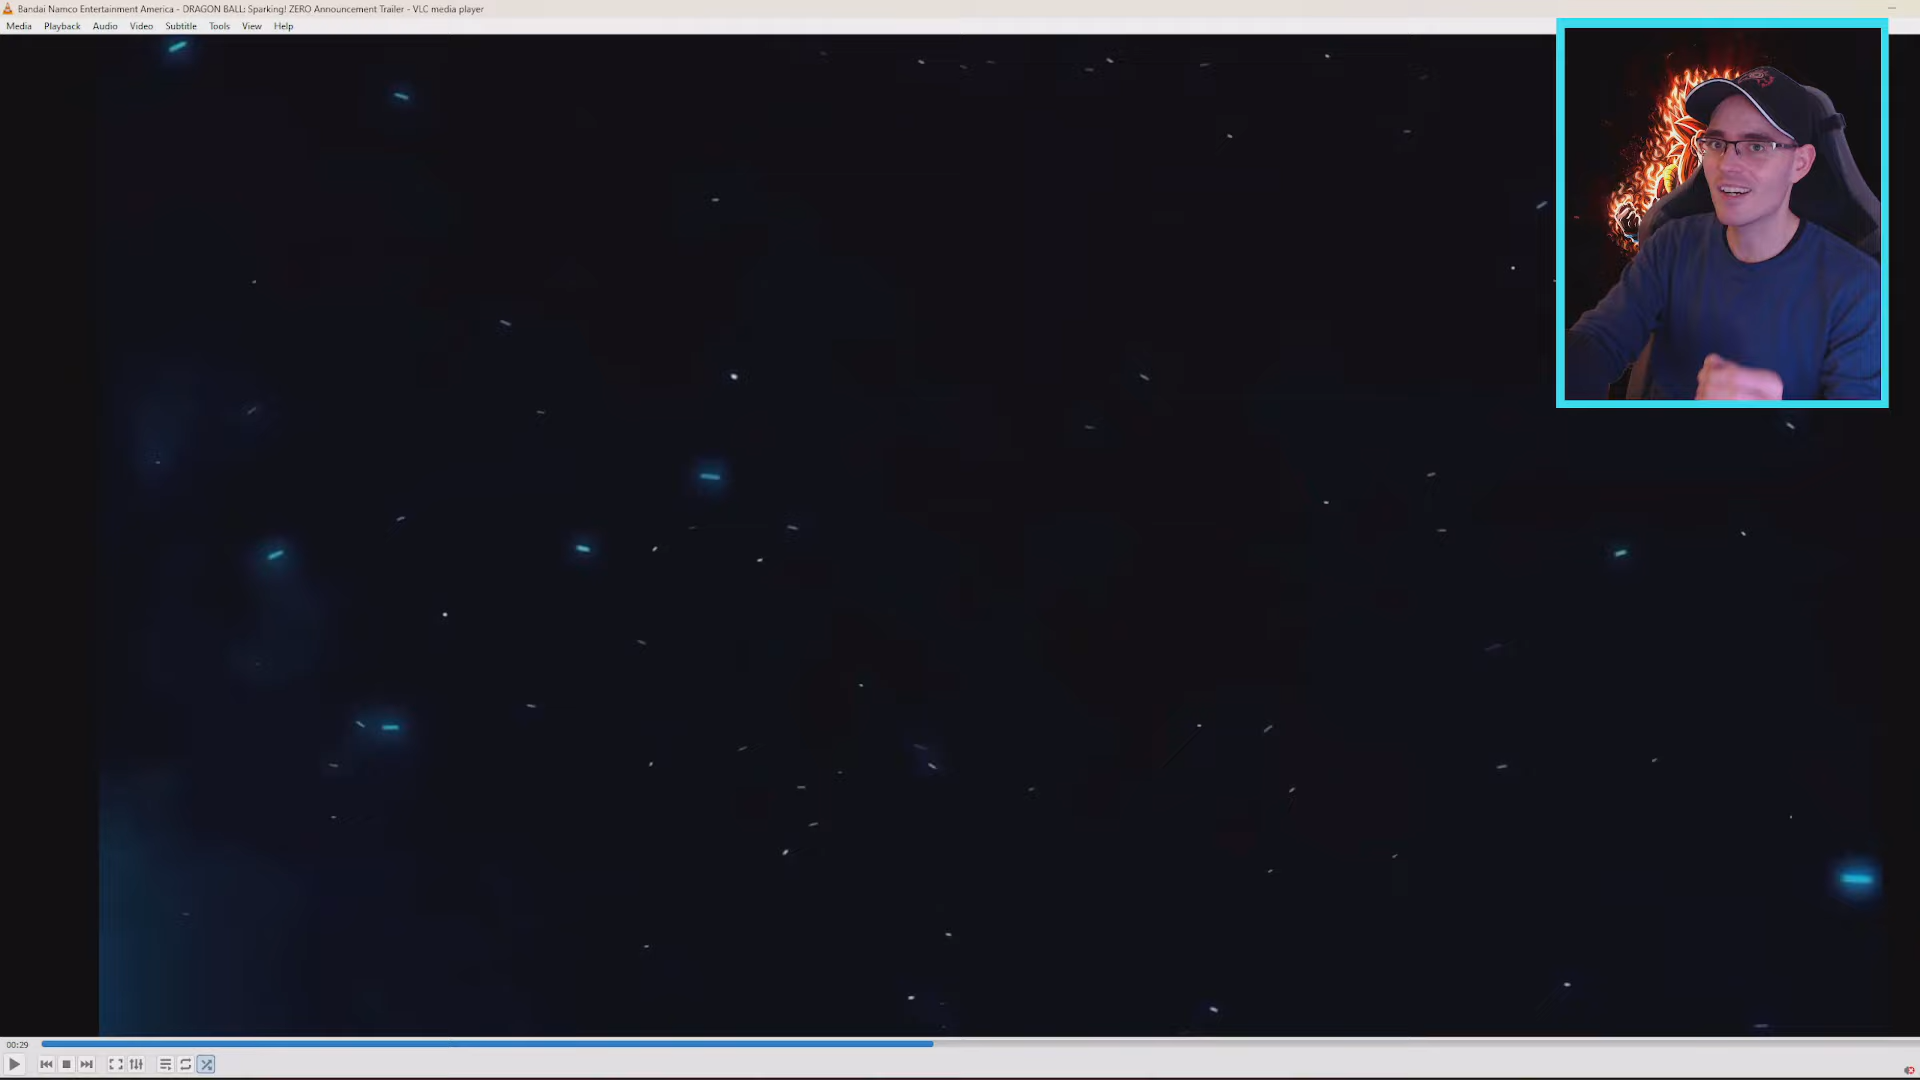 Bandai Namco Entertainment America - DRAGON BALL: Sparking! ZERO Announcement Trailer - VLC media player
Media Playback Audio Video Subtitle Tools View Help
00:29